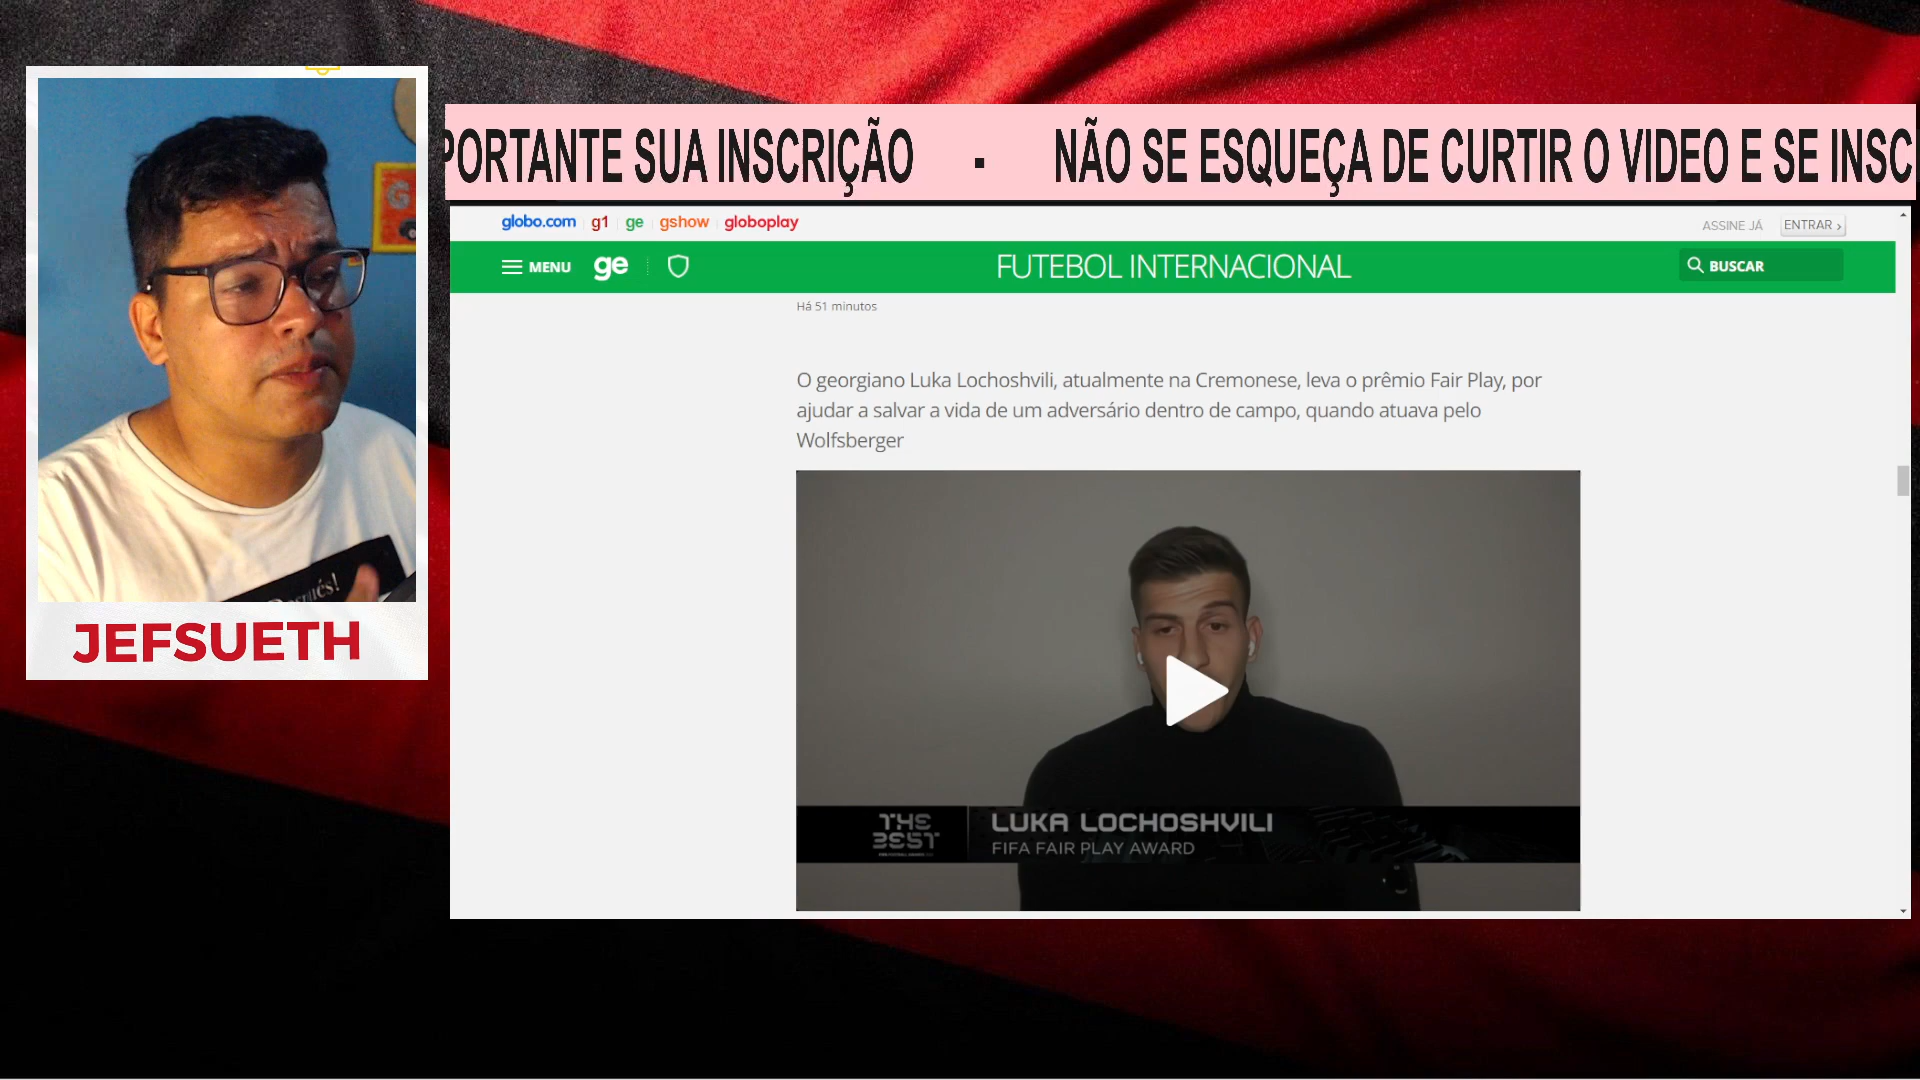 PORTANTE SUA INSCRIÇÃO - NÃO SE ESQUEÇA DE CURTIR O VIDEO E SE INSC
globo.com g1 ge gshow globoplay
ASSINE JÁ ENTRAR
MENU ge FUTEBOL INTERNACIONAL BUSCAR
Há 51 minutos
O georgiano Luka Lochoshvili, atualmente na Cremonese, leva o prêmio Fair Play, por
ajudar a salvar a vida de um adversário dentro de campo, quando atuava pelo
Wolfsberger
THE BEST
LUKA LOCHOSHVILI
FIFA FAIR PLAY AWARD
JEFSUETH